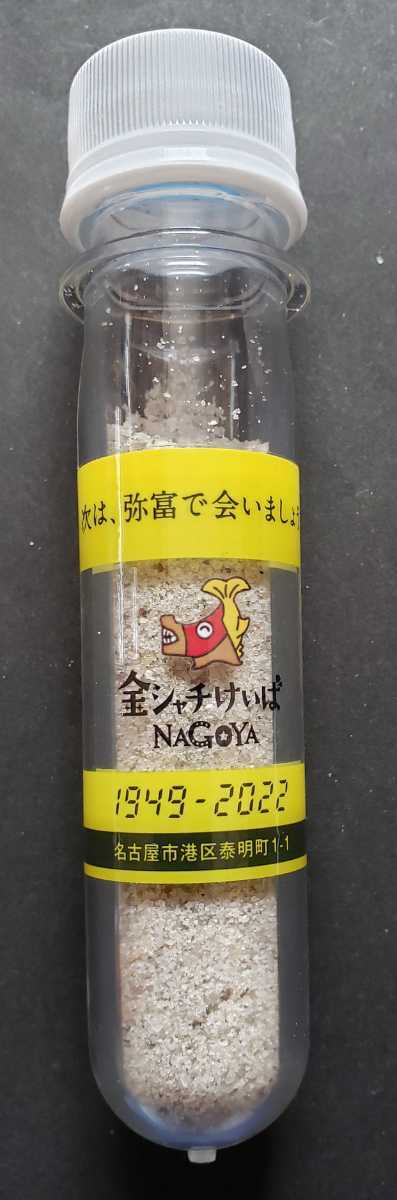 次は、弥富で会いましょう
金シャチけいば
NAGOYA
1949-2022
名古屋市港区泰明町1-1